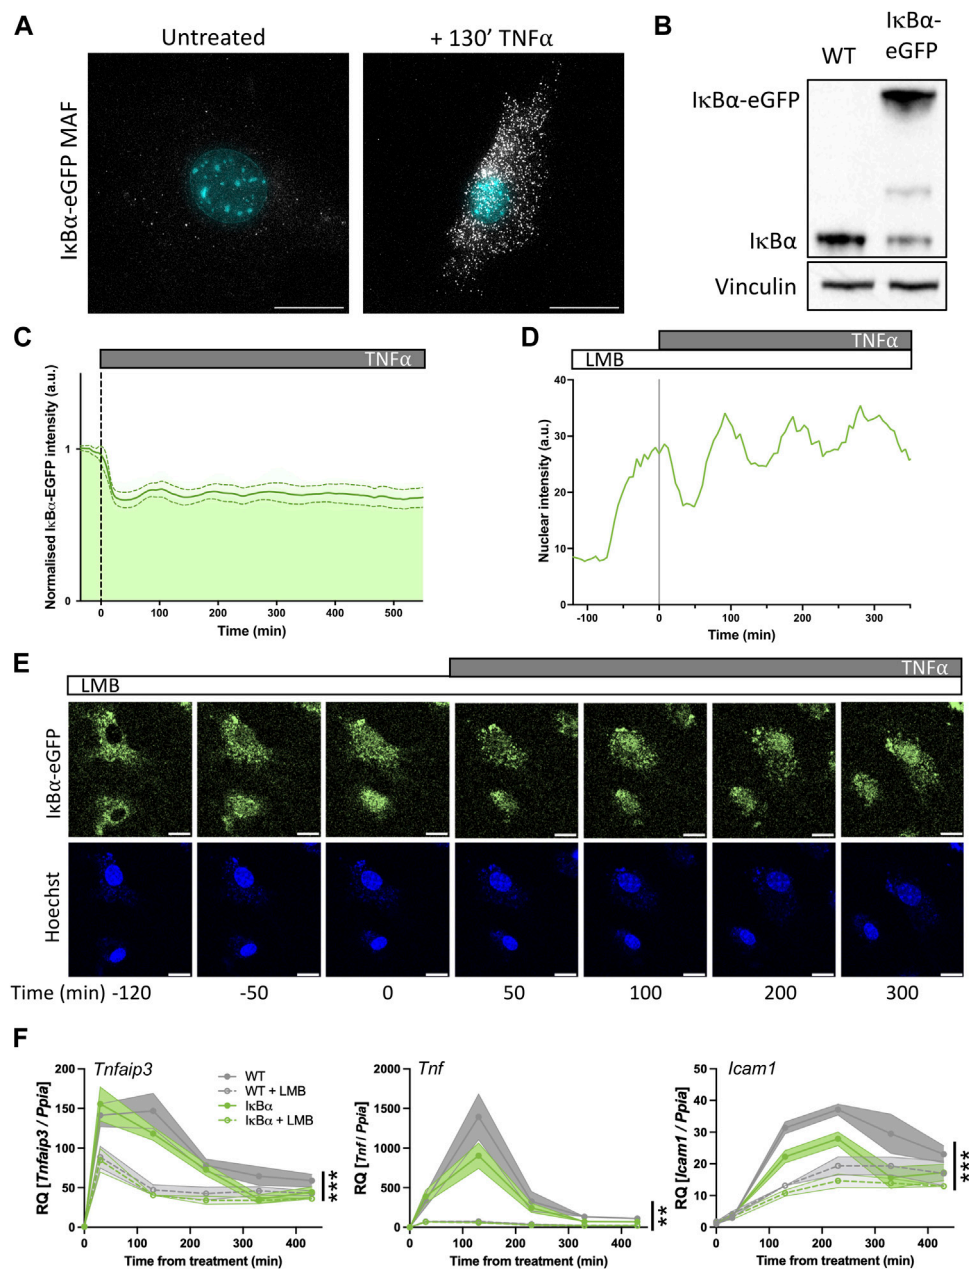 A
Untreated
+ 130′ TNFα
IκBα-eGFP MAF
B
WT
IκBα-
eGFP
IκBα-eGFP
IκBα
Vinculin
C
TNFα
Normalised IκBα-EGFP intensity (a.u.)
1
0
0 100 200 300 400 500
Time (min)
D
TNFα
LMB
Nuclear intensity (a.u.)
40
30
20
10
0
-100 0 100 200 300
Time (min)
E
TNFα
LMB
IκBα-eGFP
Hoechst
Time (min) -120 -50 0 50 100 200 300
F
Tnfaip3
RQ [Tnfaip3 / Ppia]
200
150
100
50
0
0 100 200 300 400
Time from treatment (min)
WT
WT + LMB
IκBα
IκBα + LMB
***
Tnf
RQ [Tnf / Ppia]
2000
1500
1000
500
0
0 100 200 300 400
Time from treatment (min)
**
Icam1
RQ [Icam1 / Ppia]
50
40
30
20
10
0
0 100 200 300 400
Time from treatment (min)
***